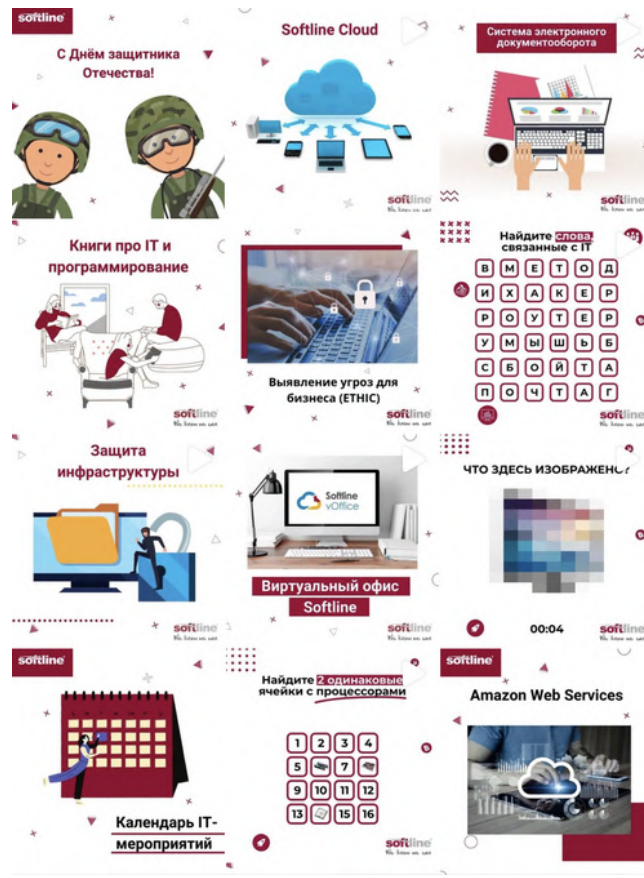 softline
С Днём защитника
Отечества!
Softline Cloud
softline
Система электронного
документооборота
softline
Книги про IT и
программирование
softline
Выявление угроз для
бизнеса (ETHIC)
softline
Найдите слова,
связанные с IT
В М Е Т О Д
И Х А К Е Р
Р О У Т Е Р
У М Ы Ш Ь Б
С Б О Й Т А
П О Ч Т А Г
softline
Защита
инфраструктуры
softline
Softline
vOffice
Виртуальный офис
Softline
softline
ЧТО ЗДЕСЬ ИЗОБРАЖЕНО?
00:04
softline
softline
Календарь IT-
мероприятий
Найдите 2 одинаковые
ячейки с процессорами
1 2 3 4
5 7
9 10 11 12
13 15 16
softline
softline
Amazon Web Services